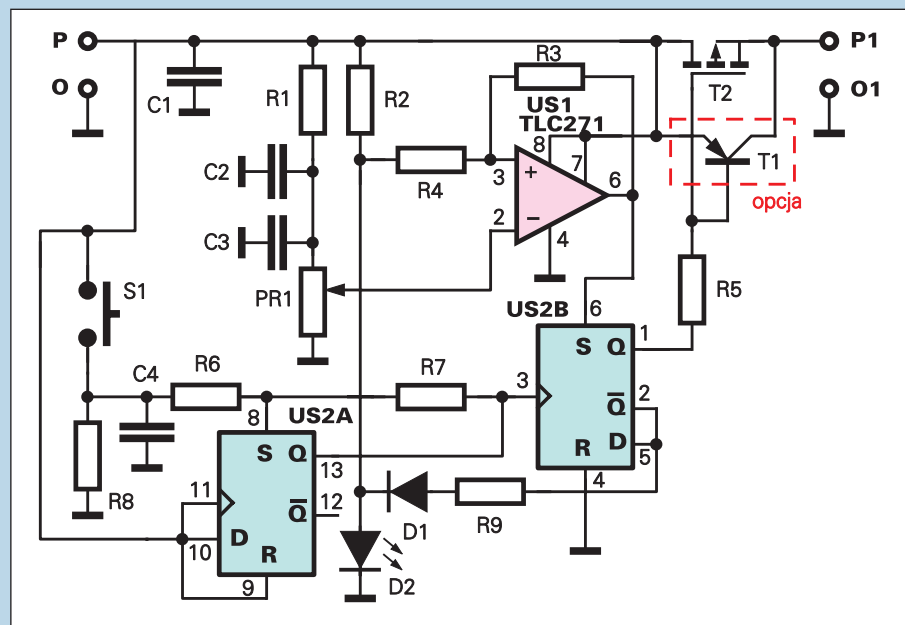 P
P1
O
O1
C1
R1
R2
R3
US1
TLC271
T2
8
7
3
+
6
R4
T1
opcja
C2
2
−
4
C3
PR1
S1
R5
US2B
6
S Q
1
C4
R6
R7
3
2
Q
8
US2A
D
5
S Q
13
R
4
R8
11
12
Q
D1
R9
10
D
R
9
D2